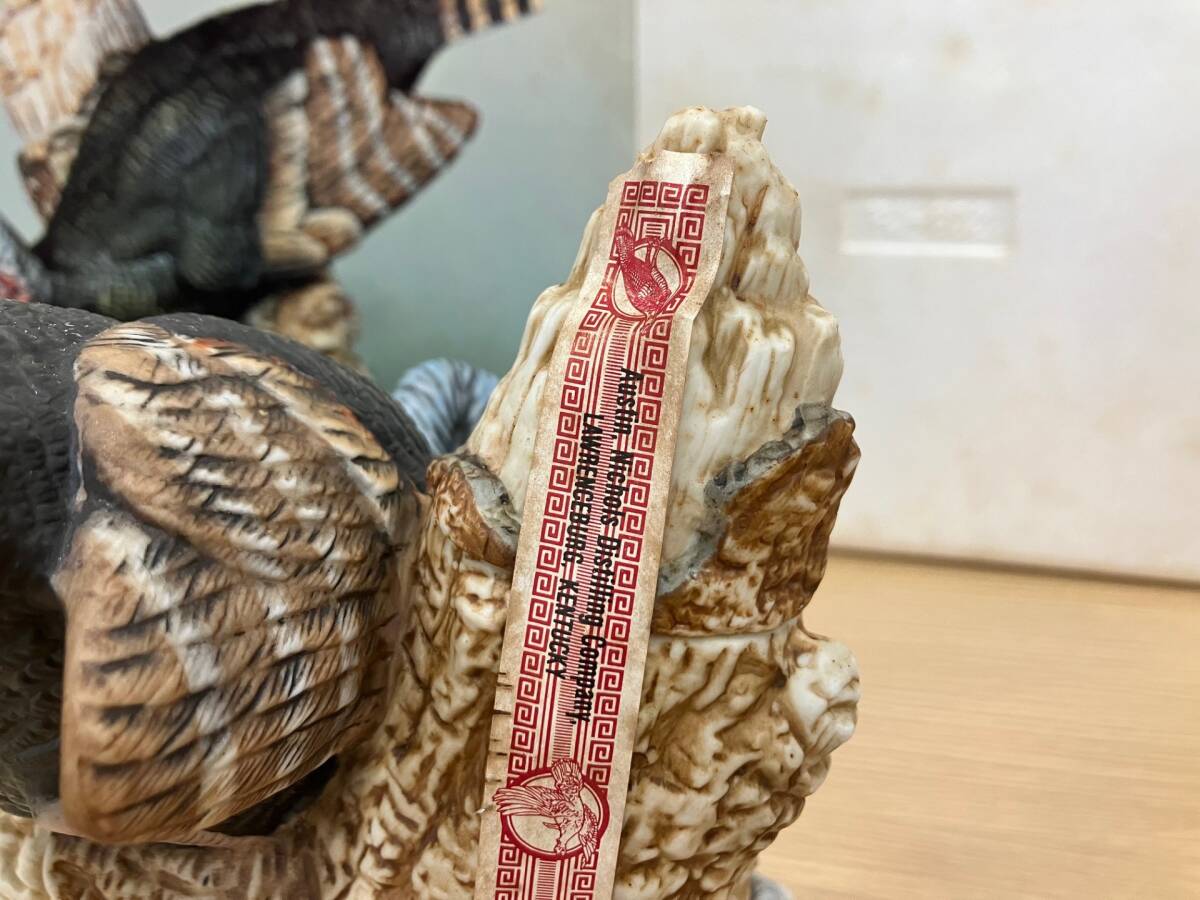 Austin, Nichols Distilling Company,
LAWRENCEBURG, KENTUCKY